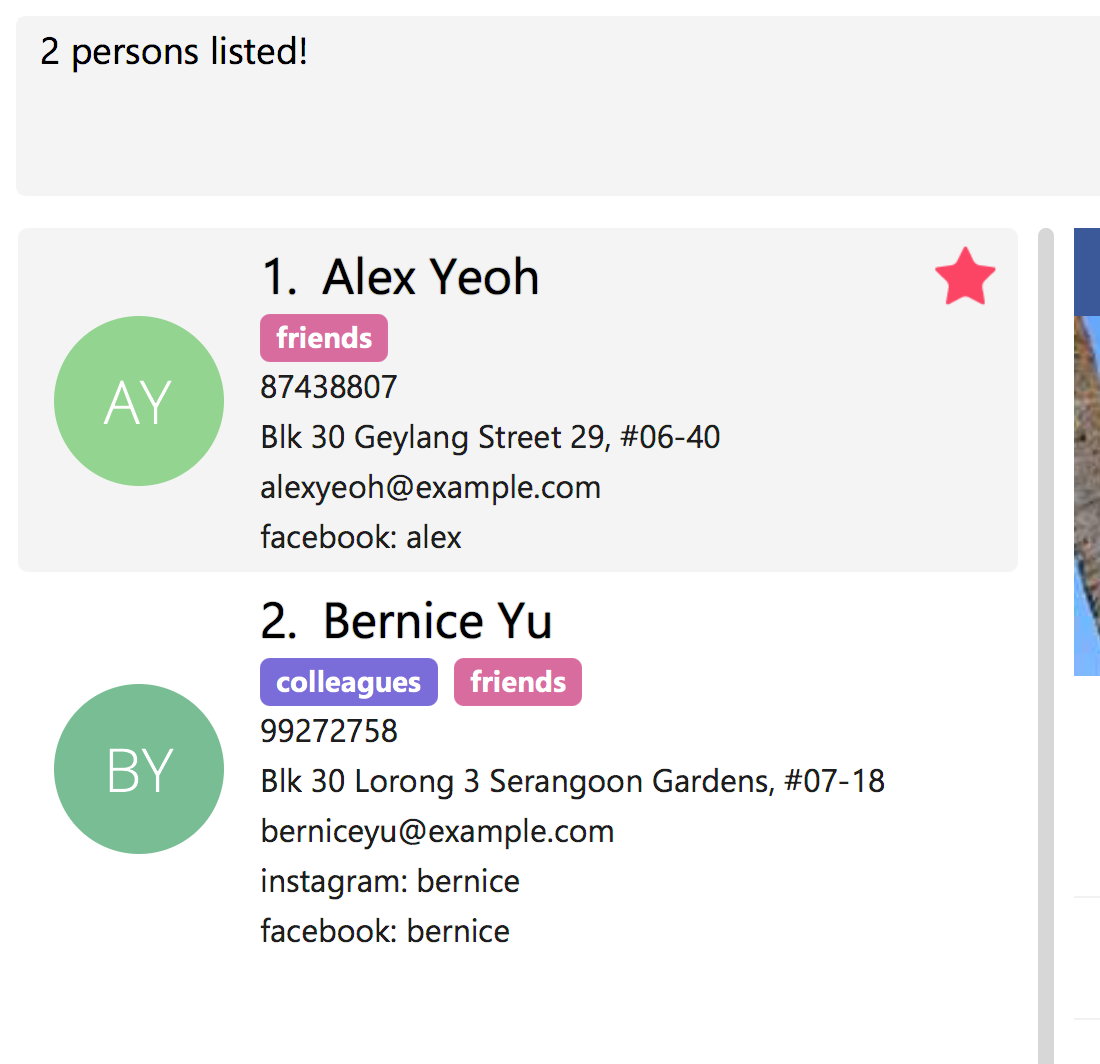 2 persons listed!
1. Alex Yeoh
friends
AY
87438807
Blk 30 Geylang Street 29, #06-40
alexyeoh@example.com
facebook: alex
2. Bernice Yu
colleagues friends
BY
99272758
Blk 30 Lorong 3 Serangoon Gardens, #07-18
berniceyu@example.com
instagram: bernice
facebook: bernice